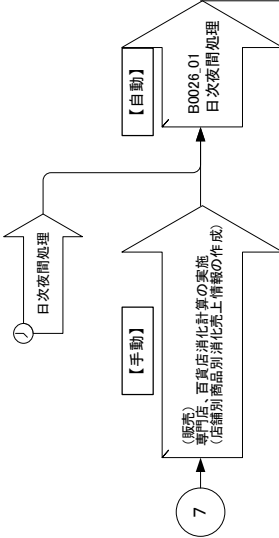 日次夜間処理
【手動】
(販売)
専門店、百貨店消化計算の実施
(店舗別商品別消化売上情報の作成)
7
【自動】
B0026_01
日次夜間処理